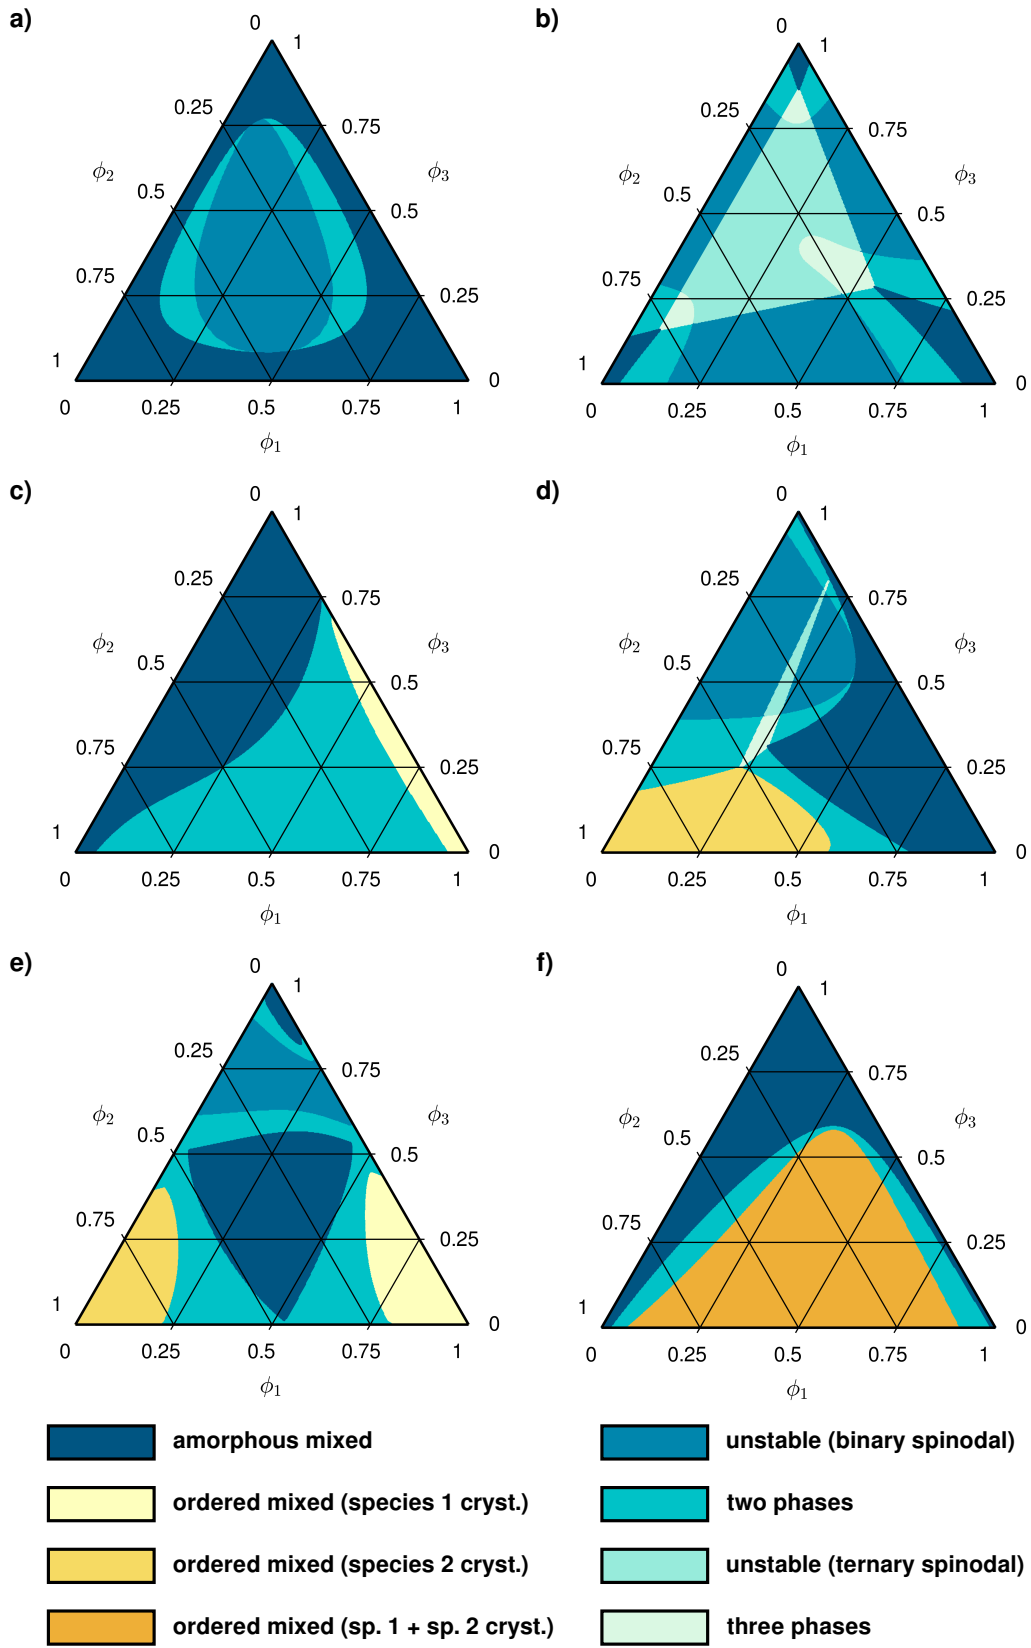 a)
0
1
0.25
0.75
ϕ2
ϕ3
0.5
0.5
0.75
0.25
1
0
0
0.25
0.5
0.75
1
ϕ1
b)
0
1
0.25
0.75
ϕ2
ϕ3
0.5
0.5
0.75
0.25
1
0
0
0.25
0.5
0.75
1
ϕ1
c)
0
1
0.25
0.75
ϕ2
ϕ3
0.5
0.5
0.75
0.25
1
0
0
0.25
0.5
0.75
1
ϕ1
d)
0
1
0.25
0.75
ϕ2
ϕ3
0.5
0.5
0.75
0.25
1
0
0
0.25
0.5
0.75
1
ϕ1
e)
0
1
0.25
0.75
ϕ2
ϕ3
0.5
0.5
0.75
0.25
1
0
0
0.25
0.5
0.75
1
ϕ1
f)
0
1
0.25
0.75
ϕ2
ϕ3
0.5
0.5
0.75
0.25
1
0
0
0.25
0.5
0.75
1
ϕ1
amorphous mixed
ordered mixed (species 1 cryst.)
ordered mixed (species 2 cryst.)
ordered mixed (sp. 1 + sp. 2 cryst.)
unstable (binary spinodal)
two phases
unstable (ternary spinodal)
three phases